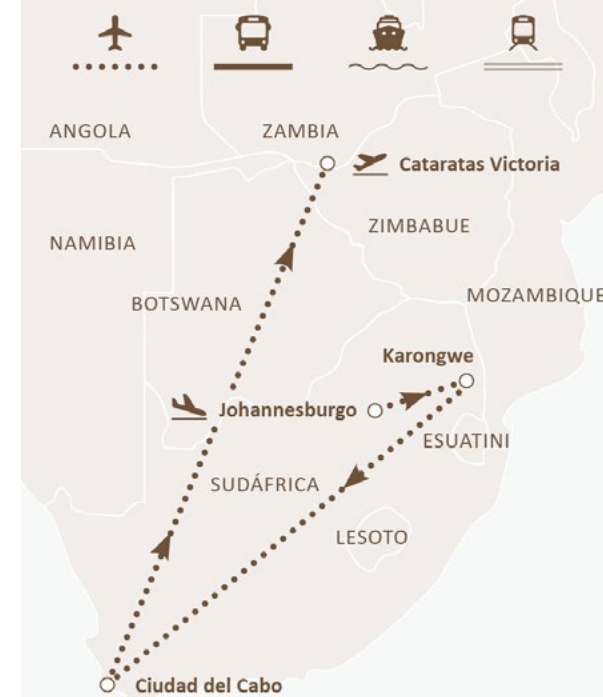 ANGOLA
ZAMBIA
Cataratas Victoria
ZIMBABUE
NAMIBIA
BOTSWANA
MOZAMBIQUE
Karongwe
Johannesburgo
ESUATINI
SUDÁFRICA
LESOTO
Ciudad del Cabo